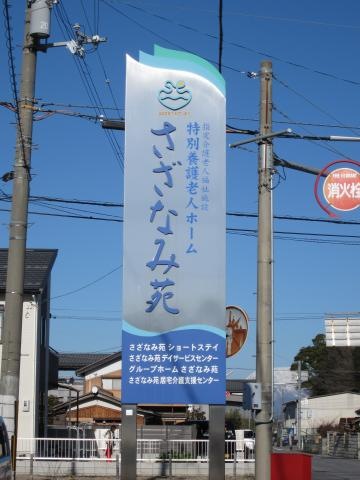 指定介護老人福祉施設
特別養護老人ホーム
さざなみ苑
さざなみ苑 ショートステイ
さざなみ苑デイサービスセンター
グループホーム さざなみ苑
さざなみ苑居宅介護支援センター
FIRE HYDRANT
消火栓